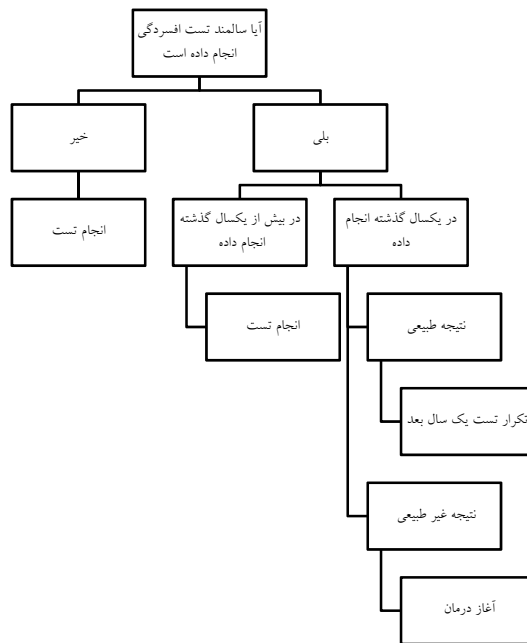 آیا سالمند تست افسردگی
انجام داده است
بلی
خیر
در یکسال گذشته انجام
داده
در بیش از یکسال گذشته
انجام داده
انجام تست
نتیجه طبیعی
انجام تست
تکرار تست یک سال بعد
نتیجه غیر طبیعی
آغاز درمان